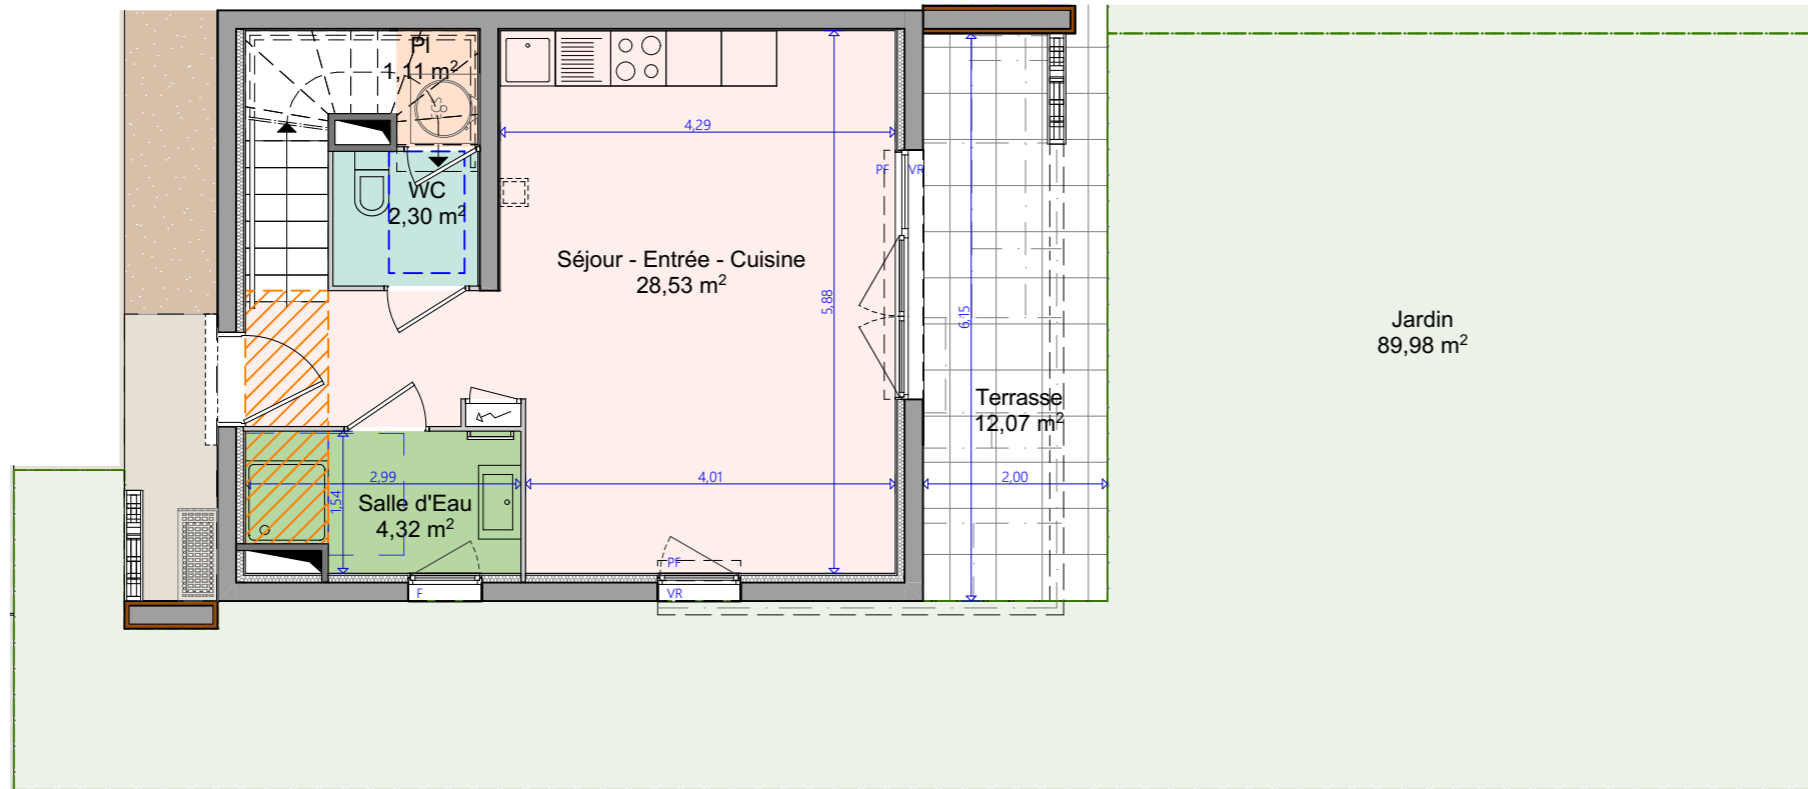 Pl
1,11 m²
4,29
PF
VR
WC
2,30 m²
Séjour - Entrée - Cuisine
28,53 m²
5,88
6,15
Jardin
89,98 m²
Terrasse
12,07 m²
2,99
4,01
2,00
1,54
Salle d'Eau
4,32 m²
PF
F
VR